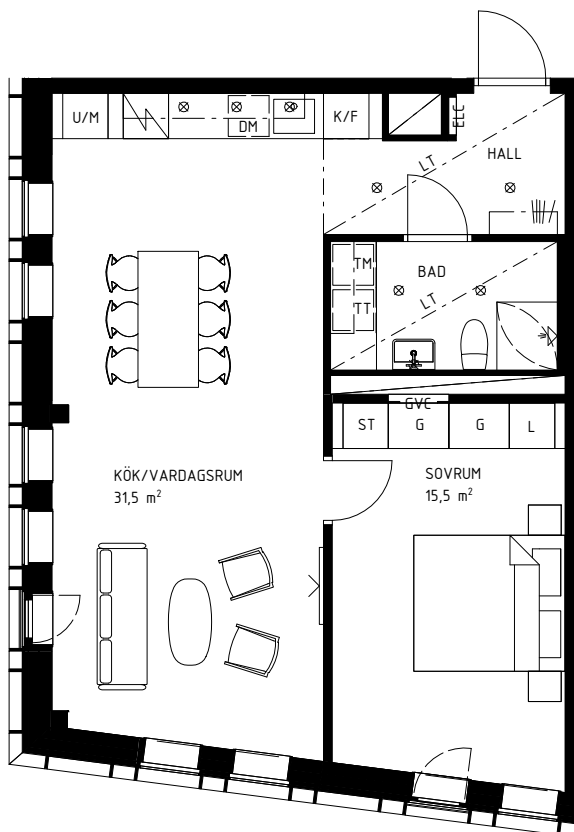 U/M
DM
K/F
ELC
HALL
LT
BAD
TM
LT
TT
GVC
ST
G
G
L
KÖK/VARDAGSRUM
31,5 m²
SOVRUM
15,5 m²